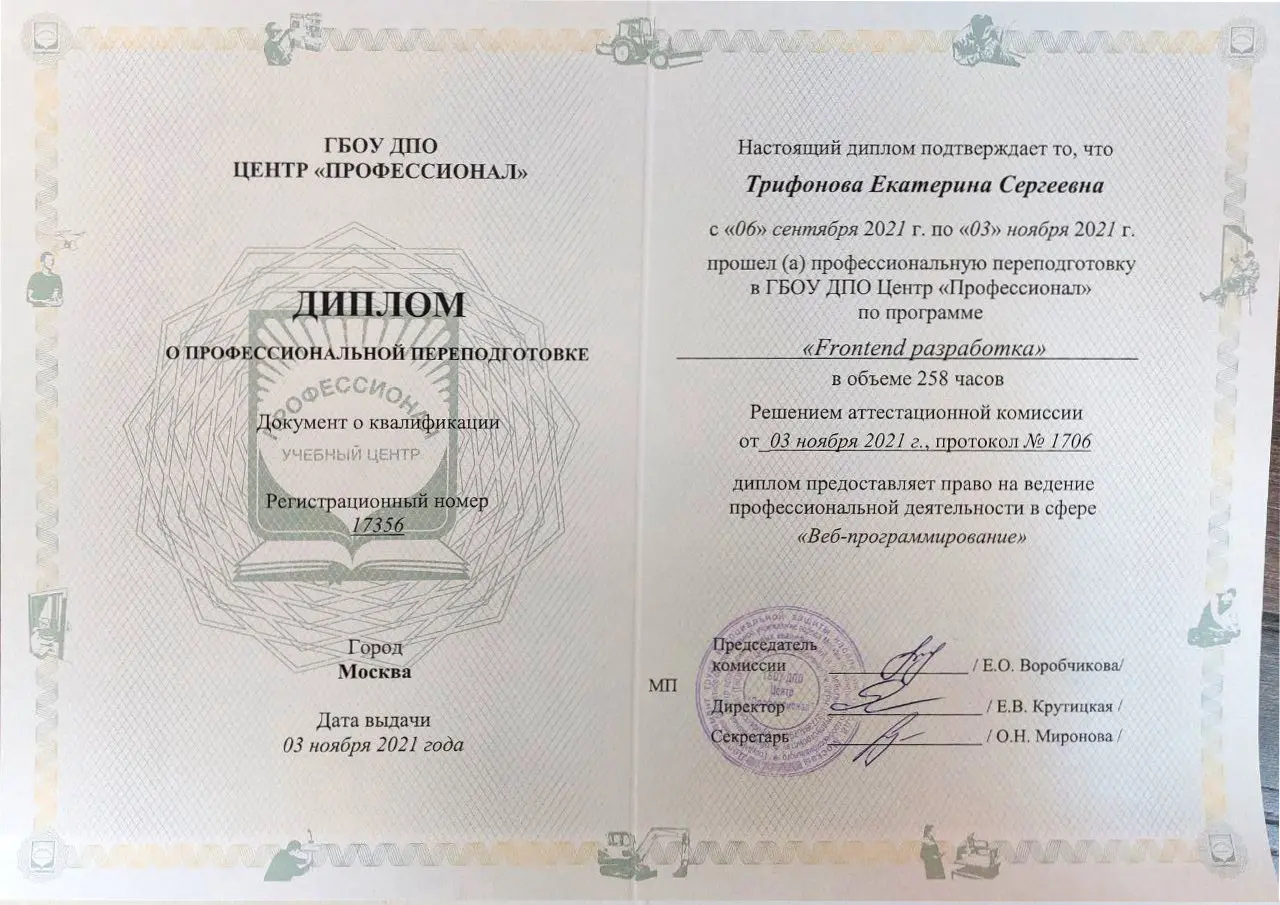 ГБОУ ДПО
ЦЕНТР «ПРОФЕССИОНАЛ»
ДИПЛОМ
О ПРОФЕССИОНАЛЬНОЙ ПЕРЕПОДГОТОВКЕ
ПРОФЕССИОНАЛ
Документ о квалификации
УЧЕБНЫЙ ЦЕНТР
Регистрационный номер
17356
Город
Москва
Дата выдачи
03 ноября 2021 года
Настоящий диплом подтверждает то, что
Трифонова Екатерина Сергеевна
с «06» сентября 2021 г. по «03» ноября 2021 г.
прошел (а) профессиональную переподготовку
в ГБОУ ДПО Центр «Профессионал»
по программе
«Frontend разработка»
в объеме 258 часов
Решением аттестационной комиссии
от 03 ноября 2021 г., протокол № 1706
диплом предоставляет право на ведение
профессиональной деятельности в сфере
«Веб-программирование»
Председатель
комиссии / Е.О. Воробчикова/
МП
Директор / Е.В. Крутицкая /
Секретарь / О.Н. Миронова /
ГБОУ ДПО
Центр